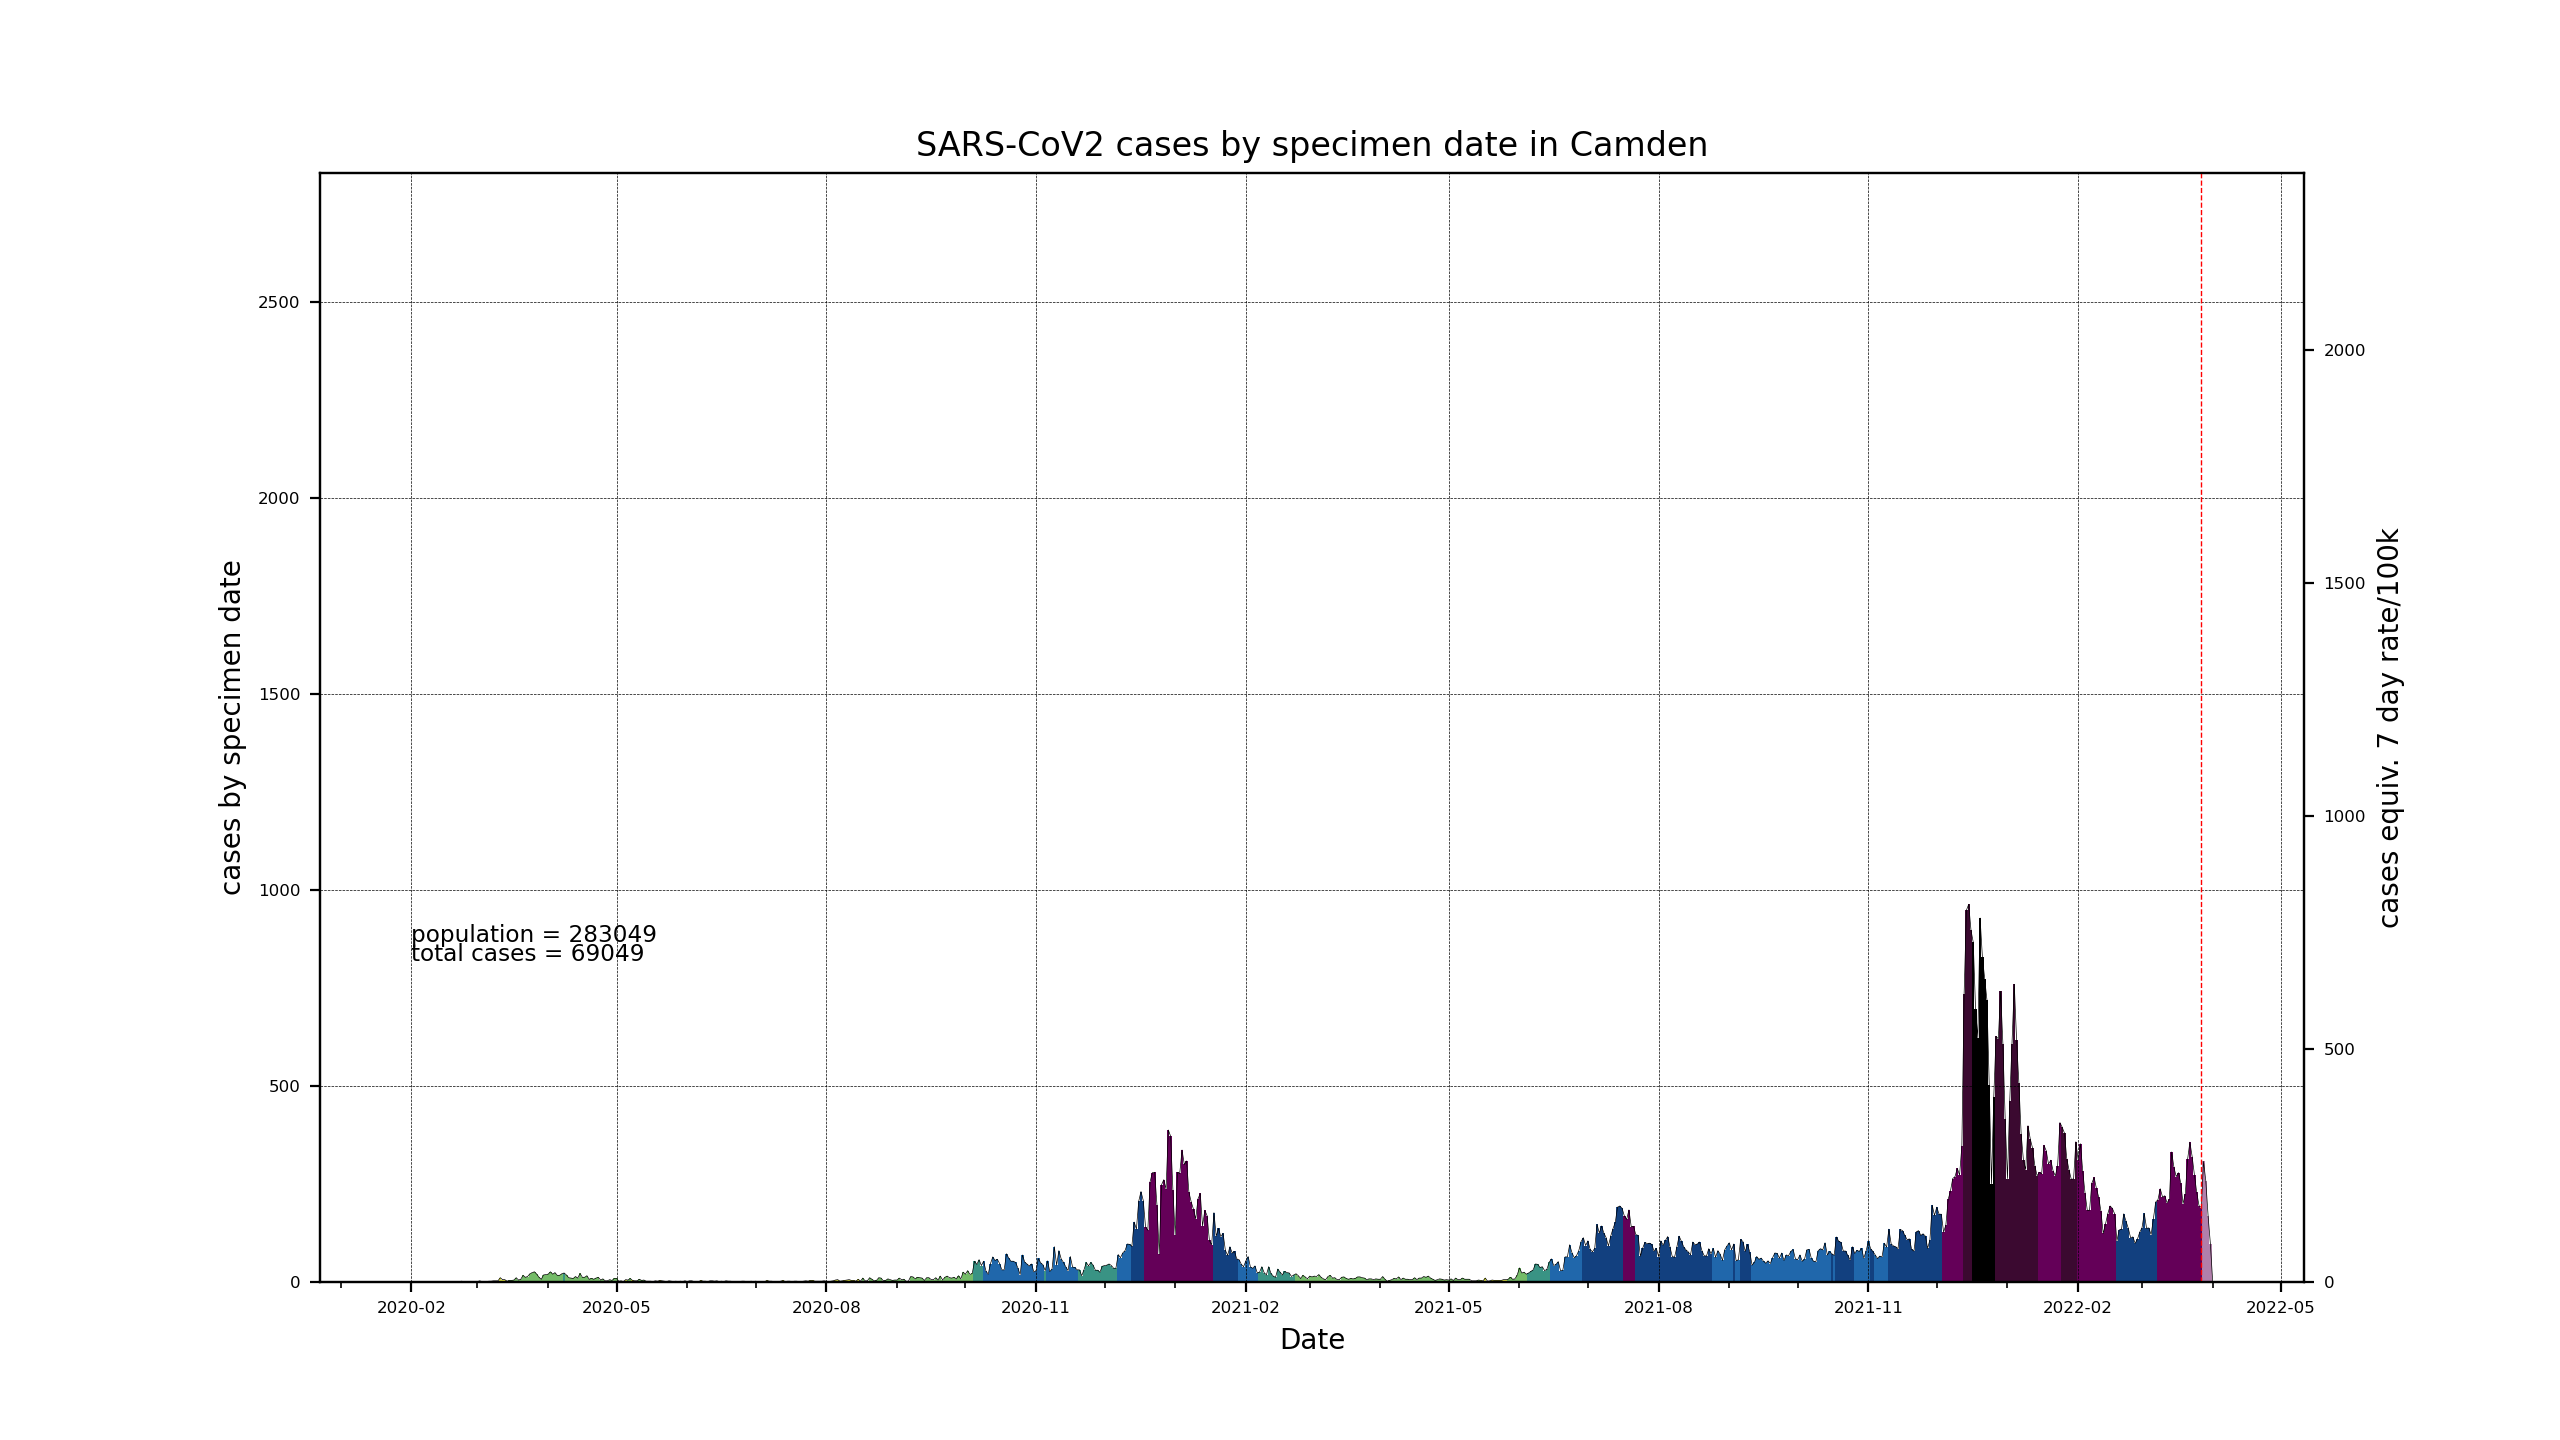 SARS-CoV2 cases by specimen date in Camden
cases by specimen date
2500
2000
1500
1000
500
0
population = 283049
total cases = 69049
2000
1500
1000
500
0
cases equiv. 7 day rate/100k
2020-02 2020-05 2020-08 2020-11 2021-02 2021-05 2021-08 2021-11 2022-02 2022-05
Date